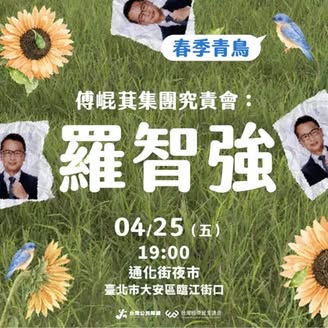 春季青鳥
傅崐萁集團究責會：
羅智強
04/25（五）
19:00
通化街夜市
臺北市大安區臨江街口